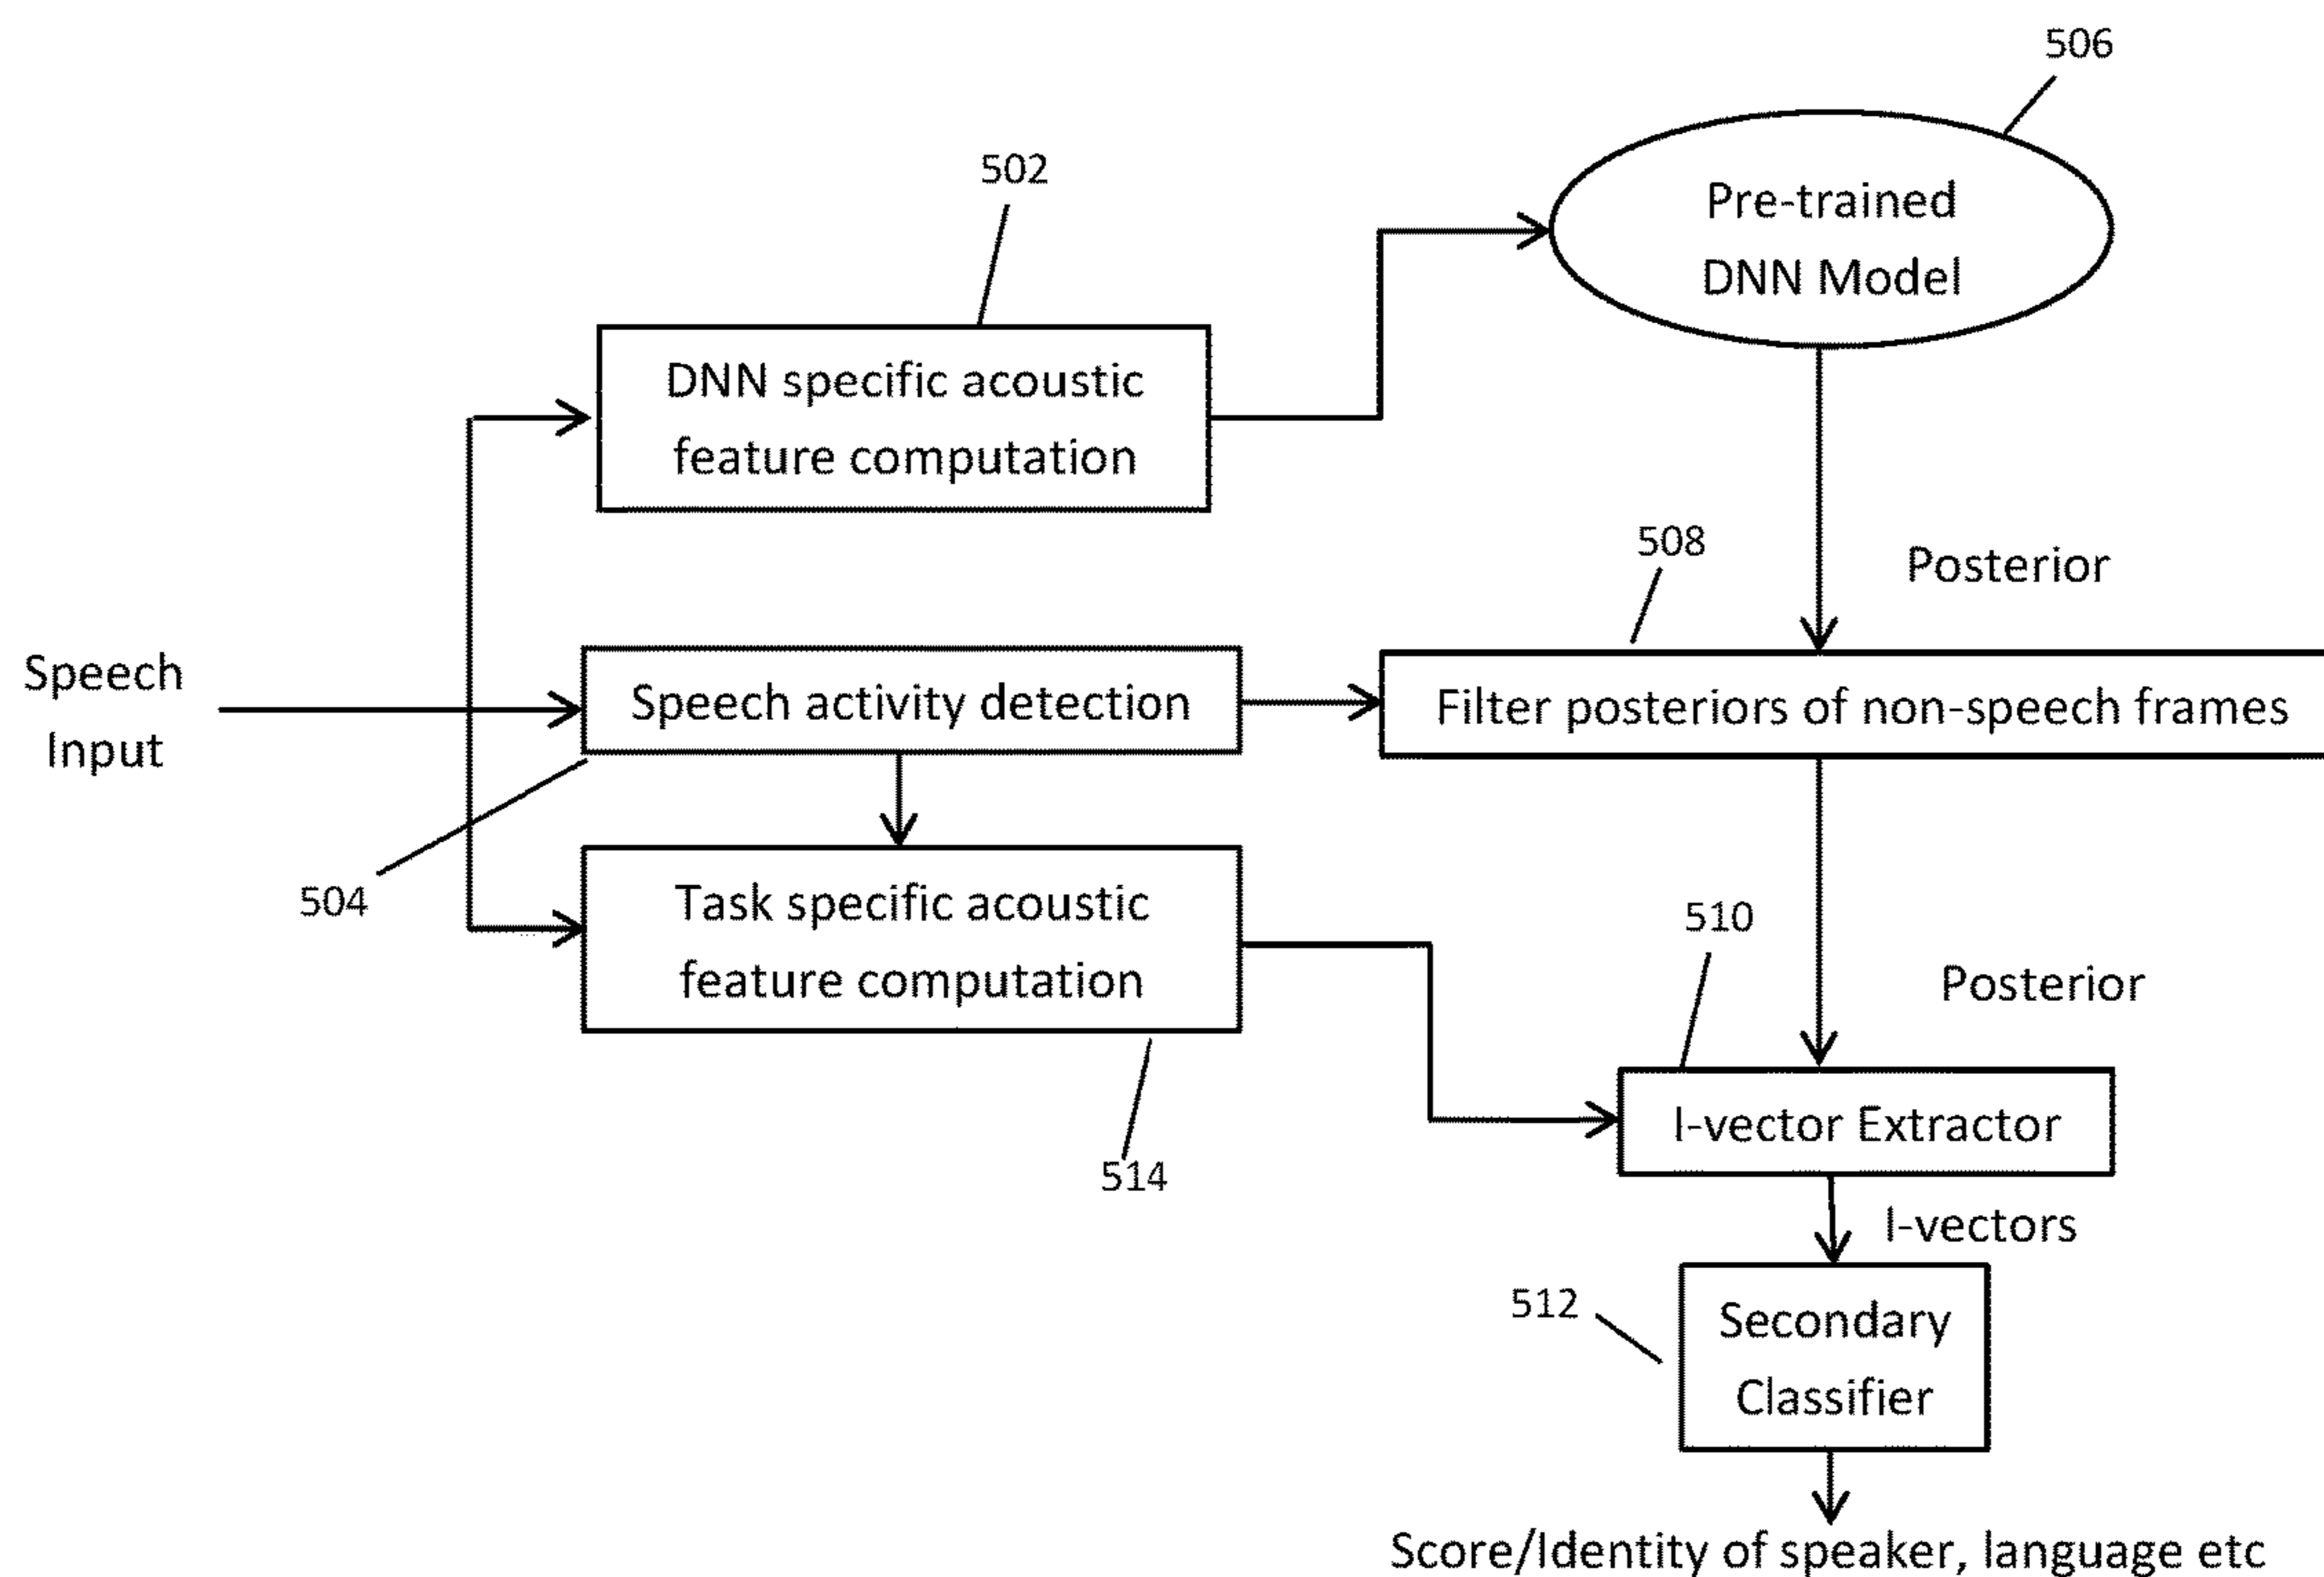 506
502
Pre-trained
DNN Model
DNN specific acoustic
feature computation
508
Posterior
Speech
Input
Speech activity detection
Filter posteriors of non-speech frames
504
Task specific acoustic
feature computation
510
Posterior
514
I-vector Extractor
I-vectors
512
Secondary
Classifier
Score/Identity of speaker, language etc